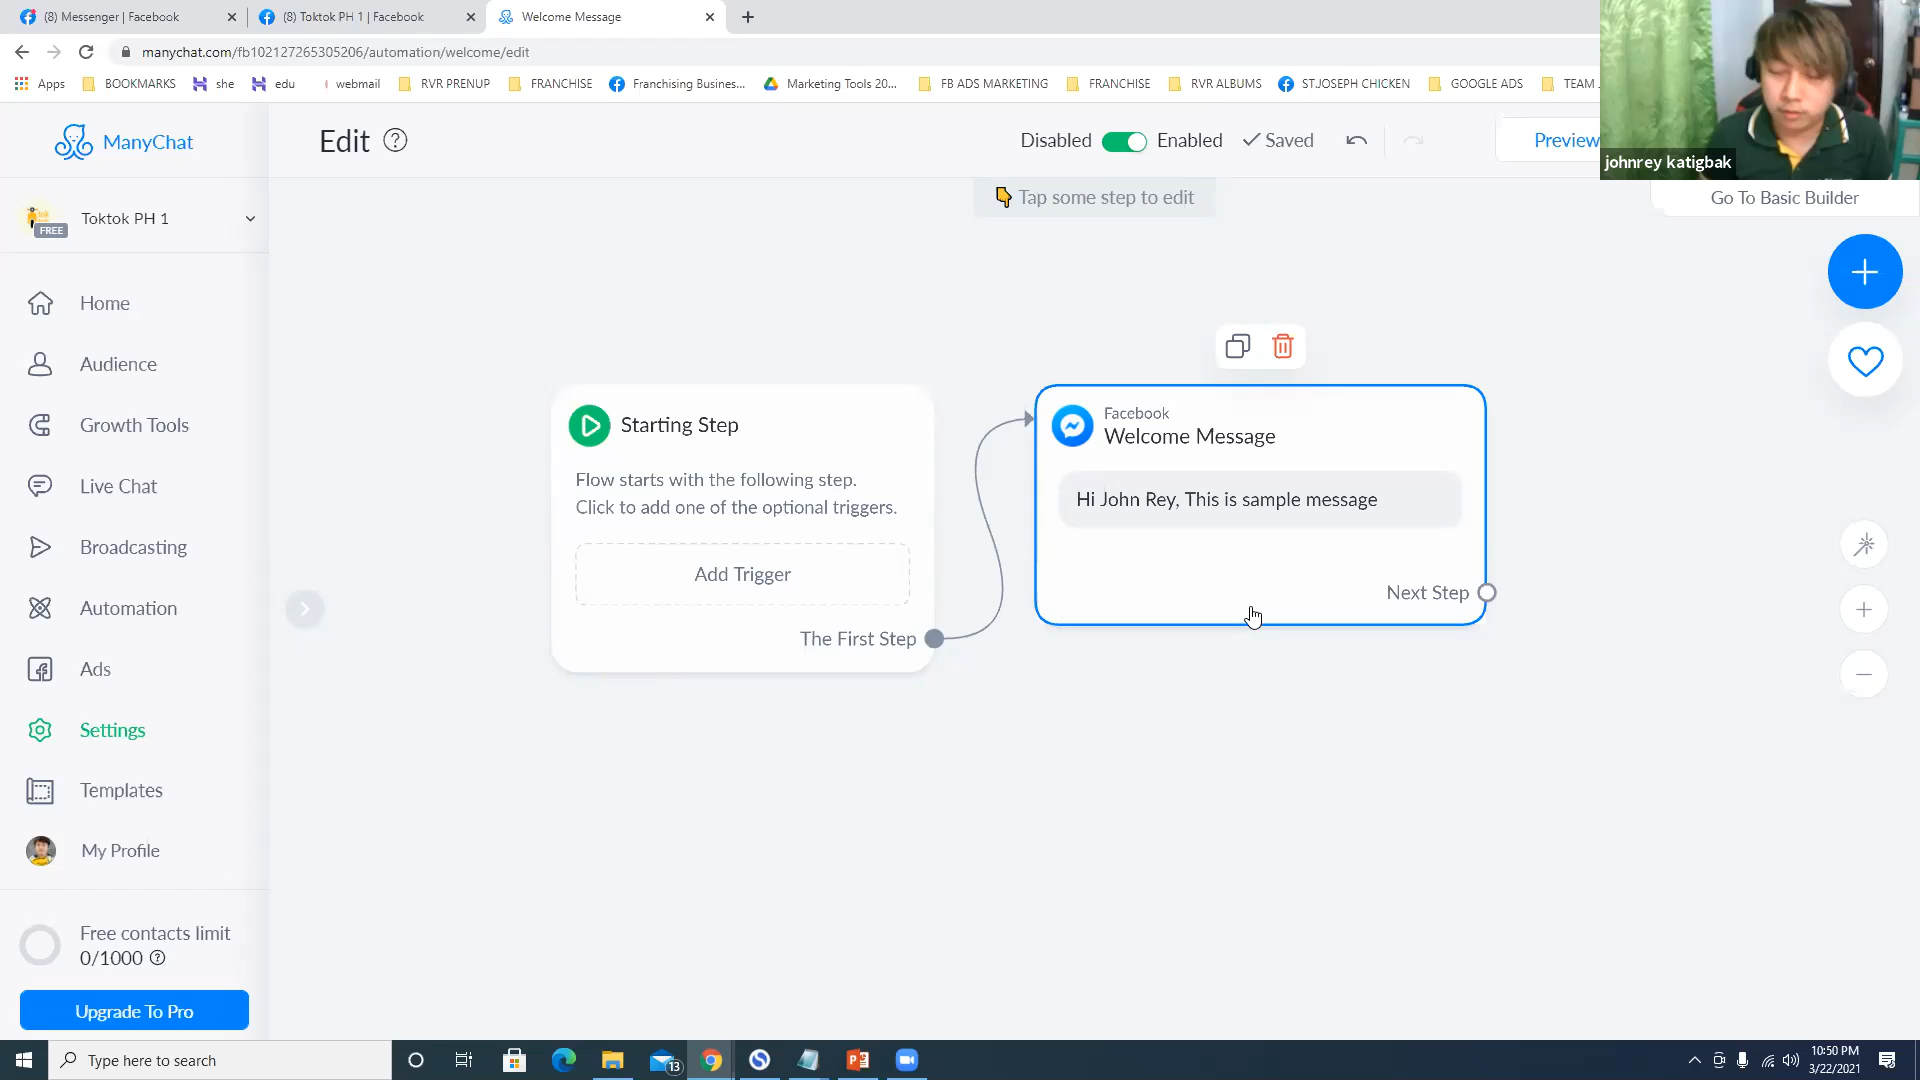 (8) Messenger | Facebook
(8) Toktok PH 1 | Facebook
Welcome Message
manychat.com/fb102127265305206/automation/welcome/edit
Apps
BOOKMARKS
she
edu
webmail
RVR PRENUP
FRANCHISE
Franchising Busines...
Marketing Tools 20...
FB ADS MARKETING
FRANCHISE
RVR ALBUMS
ST.JOSEPH CHICKEN
GOOGLE ADS
TEAM
johnrey katigbak
ManyChat
Edit
Disabled
Enabled
Saved
Preview
Tap some step to edit
Go To Basic Builder
FREE
Toktok PH 1
Home
Audience
Growth Tools
Live Chat
Broadcasting
Automation
Ads
Settings
Templates
My Profile
Free contacts limit
0/1000
Upgrade To Pro
Starting Step
Flow starts with the following step.
Click to add one of the optional triggers.
Add Trigger
The First Step
Facebook
Welcome Message
Hi John Rey, This is sample message
Next Step
Type here to search
13
10:50 PM
3/22/2021